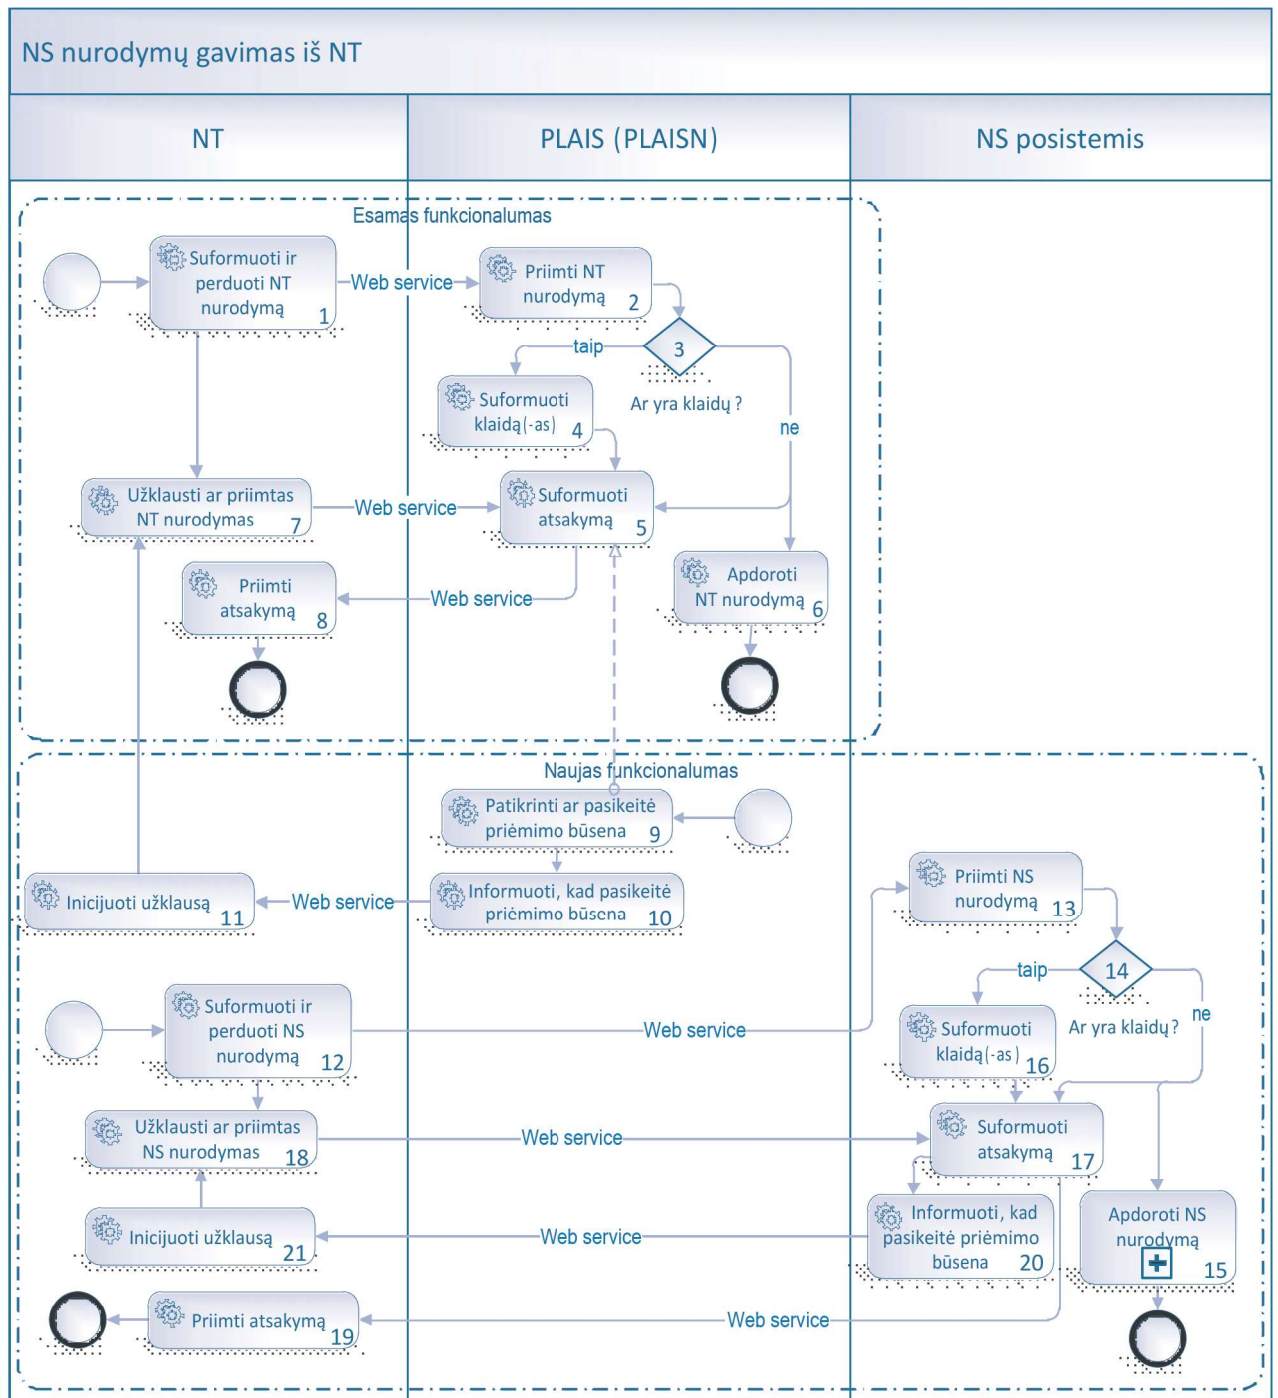 NS nurodymų gavimas iš NT
NT
PLAIS (PLAISN)
NS posistemis
Esamas funkcionalumas
Suformuoti ir
perduoti NT
nurodymą
1
Web service
Priimti NT
nurodymą
2
3
taip
Ar yra klaidų ?
ne
Suformuoti
klaidą(-as)
4
Užklausti ar priimtas
NT nurodymas
7
Web service
Suformuoti
atsakymą
5
Priimti
atsakymą
8
Web service
Apdoroti
NT nurodymą
6
Naujas funkcionalumas
Patikrinti ar pasikeitė
priėmimo būsena
9
Inicijuoti užklausą
11
Web service
Informuoti, kad pasikeitė
priėmimo būsena
10
Priimti NS
nurodymą
13
14
taip
Ar yra klaidų ?
ne
Suformuoti ir
perduoti NS
nurodymą
12
Web service
Suformuoti
klaidą(-as)
16
Užklausti ar priimtas
NS nurodymas
18
Web service
Suformuoti
atsakymą
17
Inicijuoti užklausą
21
Web service
Informuoti, kad
pasikeitė priėmimo
būsena
20
Apdoroti NS
nurodymą
15
Priimti atsakymą
19
Web service